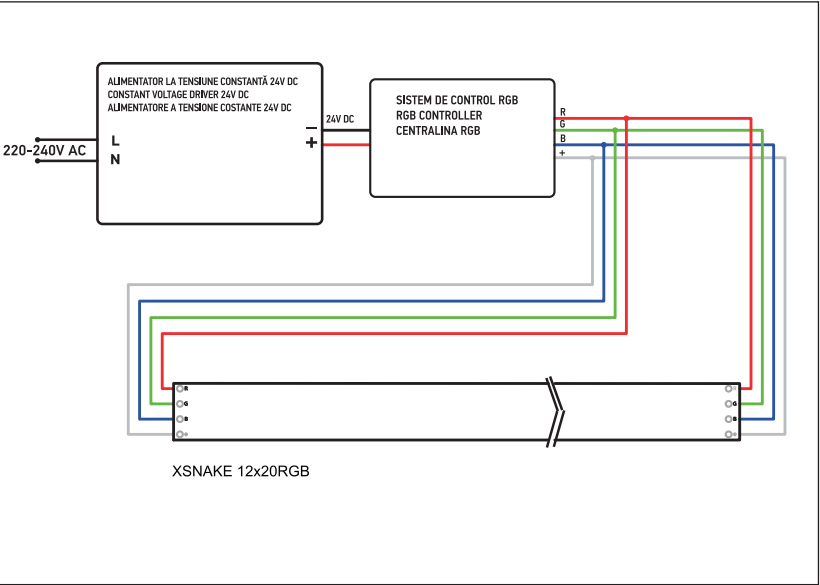 ALIMENTATOR LA TENSIUNE CONSTANTĂ 24V DC
CONSTANT VOLTAGE DRIVER 24V DC
ALIMENTATORE A TENSIONE COSTANTE 24V DC
220-240V AC
L
N
−
+
24V DC
SISTEM DE CONTROL RGB
RGB CONTROLLER
CENTRALINA RGB
R
G
B
+
R
G
B
+
R
G
B
+
XSNAKE 12x20RGB